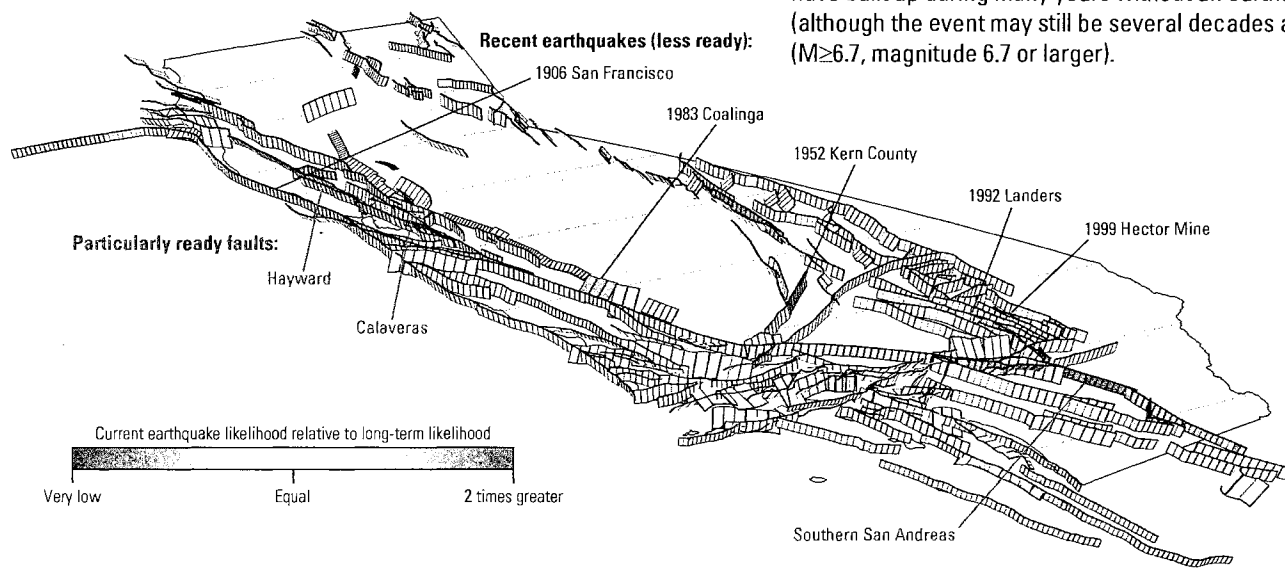 (although the event may still be several decades
(M≥6.7, magnitude 6.7 or larger).
Recent earthquakes (less ready):
1906 San Francisco
1983 Coalinga
1952 Kern County
1992 Landers
1999 Hector Mine
Particularly ready faults:
Hayward
Calaveras
Current earthquake likelihood relative to long-term likelihood
Very low
Equal
2 times greater
Southern San Andreas